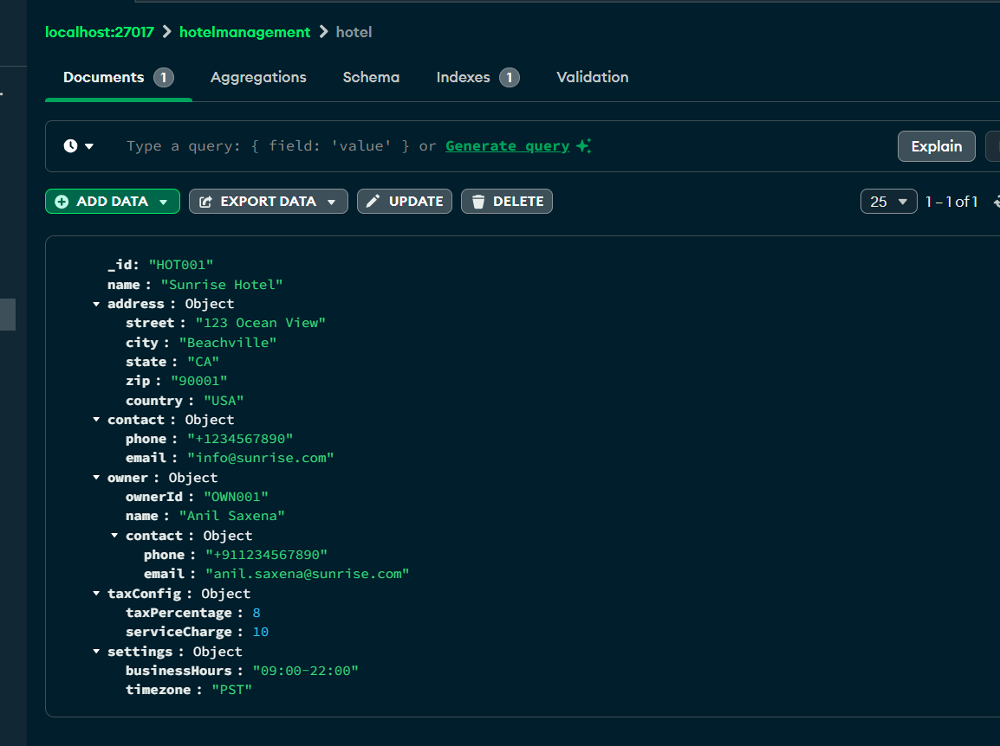 localhost:27017 > hotelmanagement > hotel
Documents 1 Aggregations Schema Indexes 1 Validation
Type a query: { field: 'value' } or Generate query Explain
ADD DATA EXPORT DATA UPDATE DELETE 25 1 – 1 of 1
_id: "HOT001"
name : "Sunrise Hotel"
address : Object
street : "123 Ocean View"
city : "Beachville"
state : "CA"
zip : "90001"
country : "USA"
contact : Object
phone : "+1234567890"
email : "info@sunrise.com"
owner : Object
ownerId : "OWN001"
name : "Anil Saxena"
contact : Object
phone : "+911234567890"
email : "anil.saxena@sunrise.com"
taxConfig : Object
taxPercentage : 8
serviceCharge : 10
settings : Object
businessHours : "09:00-22:00"
timezone : "PST"